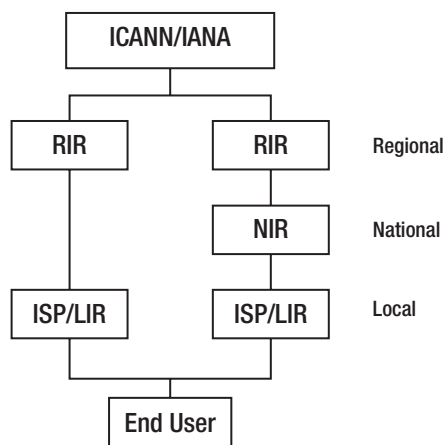 ICANN/IANA
RIR RIR Regional
NIR National
ISP/LIR ISP/LIR Local
End User